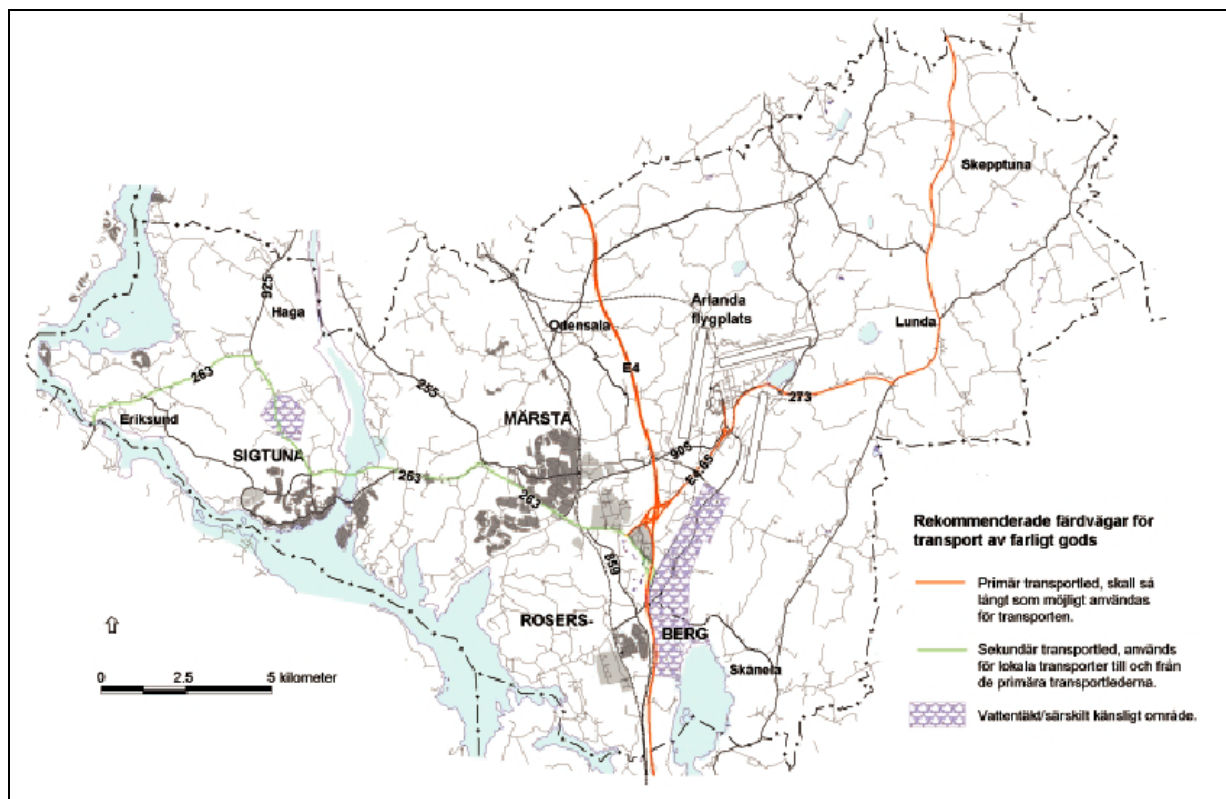 Skepptuna
925
Haga
Arlanda
flygplats
Odensala
Lunda
E4
263
255
273
Eriksund
MÄRSTA
SIGTUNA
263
263
859
ROSERS-
BERG
Skånela
Rekommenderade färdvägar för
transport av farligt gods
Primär transportled, skall så
långt som möjligt användas
för transporten.
Sekundär transportled, används
för lokala transporter till och från
de primära transportlederna.
Vattentäkt/särskilt känsligt område.
0 2.5 5 kilometer